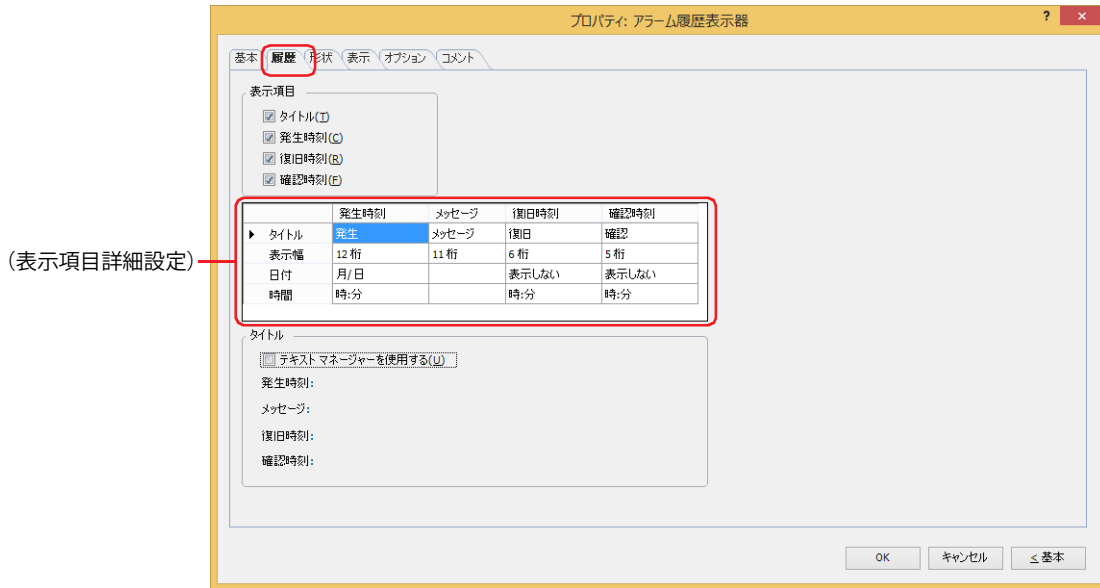 プロパティ: アラーム履歴表示器
? ×
基本 履歴 形状 表示 オプション コメント
表示項目
タイトル(T)
発生時刻(C)
復旧時刻(R)
確認時刻(F)
発生時刻 メッセージ 復旧時刻 確認時刻
タイトル 発生 メッセージ 復旧 確認
表示幅 12桁 11桁 6桁 5桁
(表示項目詳細設定)
日付 月/日 表示しない 表示しない
時間 時:分 時:分 時:分
タイトル
テキストマネージャーを使用する(U)
発生時刻:
メッセージ:
復旧時刻:
確認時刻:
OK キャンセル < 基本